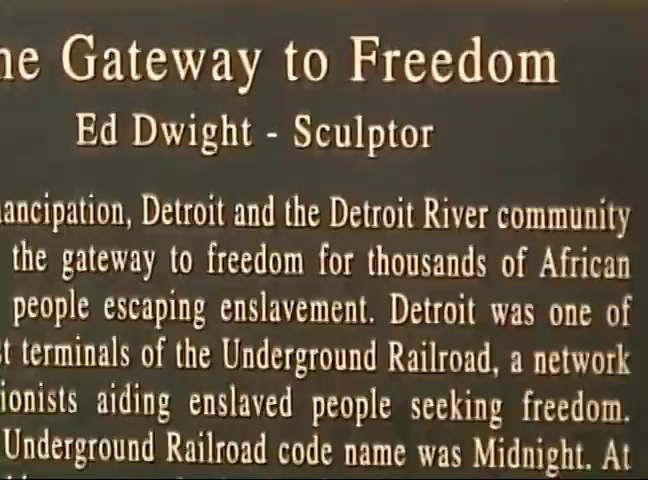 he Gateway to Freedom
Ed Dwight - Sculptor
ancipation, Detroit and the Detroit River community
the gateway to freedom for thousands of African
people escaping enslavement. Detroit was one of
t terminals of the Underground Railroad, a network
ionists aiding enslaved people seeking freedom.
Underground Railroad code name was Midnight. At